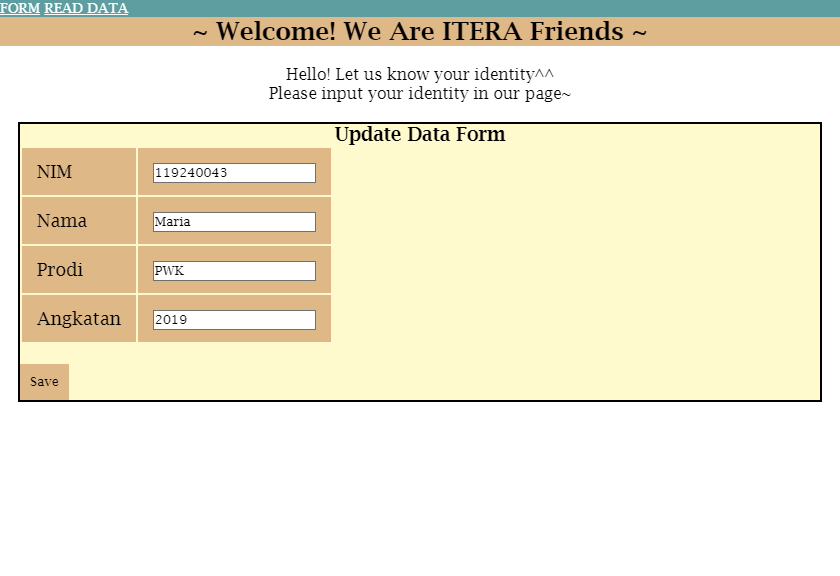 FORM READ DATA
~ Welcome! We Are ITERA Friends ~
Hello! Let us know your identity^^
Please input your identity in our page~
Update Data Form
NIM 119240043
Nama Maria
Prodi PWK
Angkatan 2019
Save